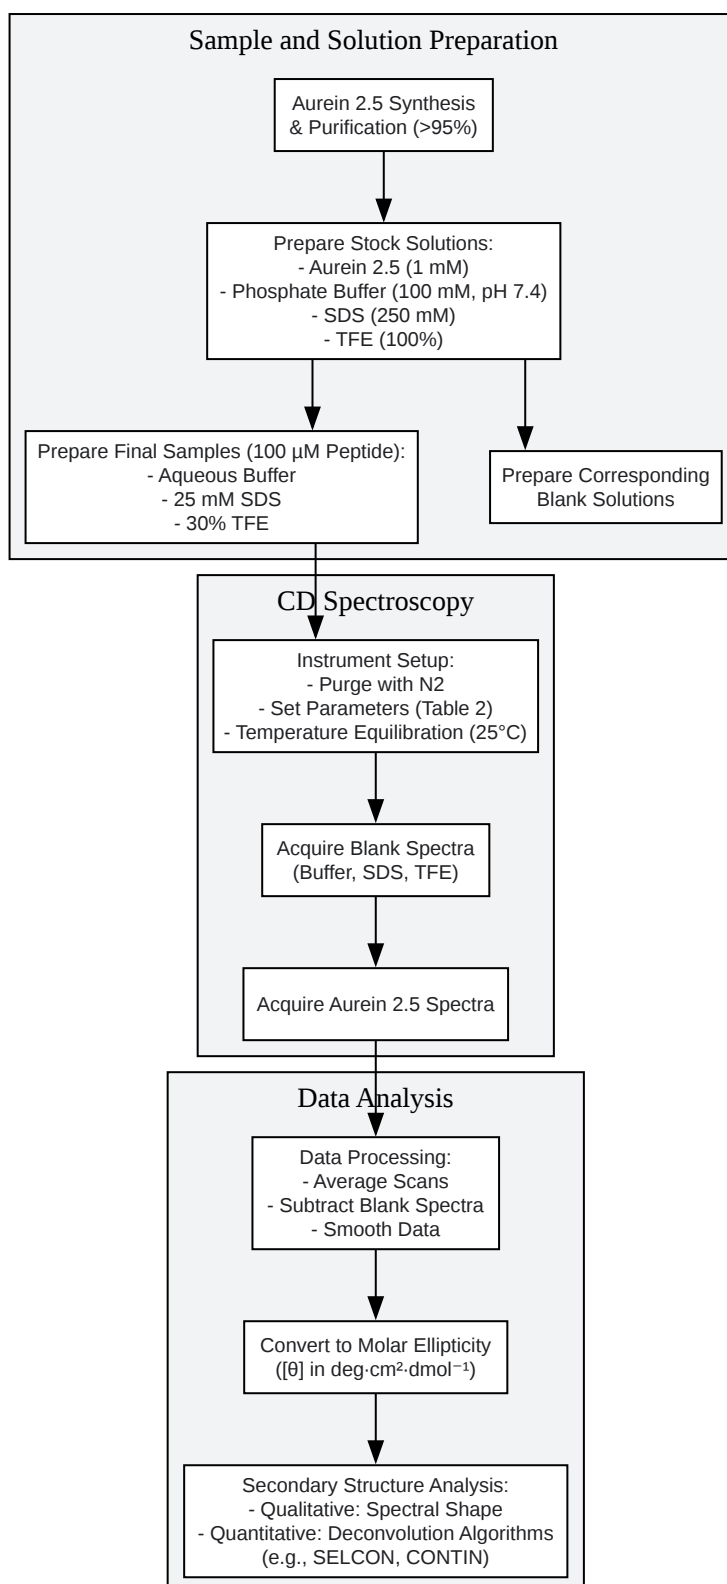 Sample and Solution Preparation
Aurein 2.5 Synthesis
& Purification (>95%)
Prepare Stock Solutions:
- Aurein 2.5 (1 mM)
- Phosphate Buffer (100 mM, pH 7.4)
- SDS (250 mM)
- TFE (100%)
Prepare Final Samples (100 µM Peptide):
- Aqueous Buffer
- 25 mM SDS
- 30% TFE
Prepare Corresponding
Blank Solutions
CD Spectroscopy
Instrument Setup:
- Purge with N2
- Set Parameters (Table 2)
- Temperature Equilibration (25°C)
Acquire Blank Spectra
(Buffer, SDS, TFE)
Acquire Aurein 2.5 Spectra
Data Analysis
Data Processing:
- Average Scans
- Subtract Blank Spectra
- Smooth Data
Convert to Molar Ellipticity
([θ] in deg·cm²·dmol⁻¹)
Secondary Structure Analysis:
- Qualitative: Spectral Shape
- Quantitative: Deconvolution Algorithms
(e.g., SELCON, CONTIN)